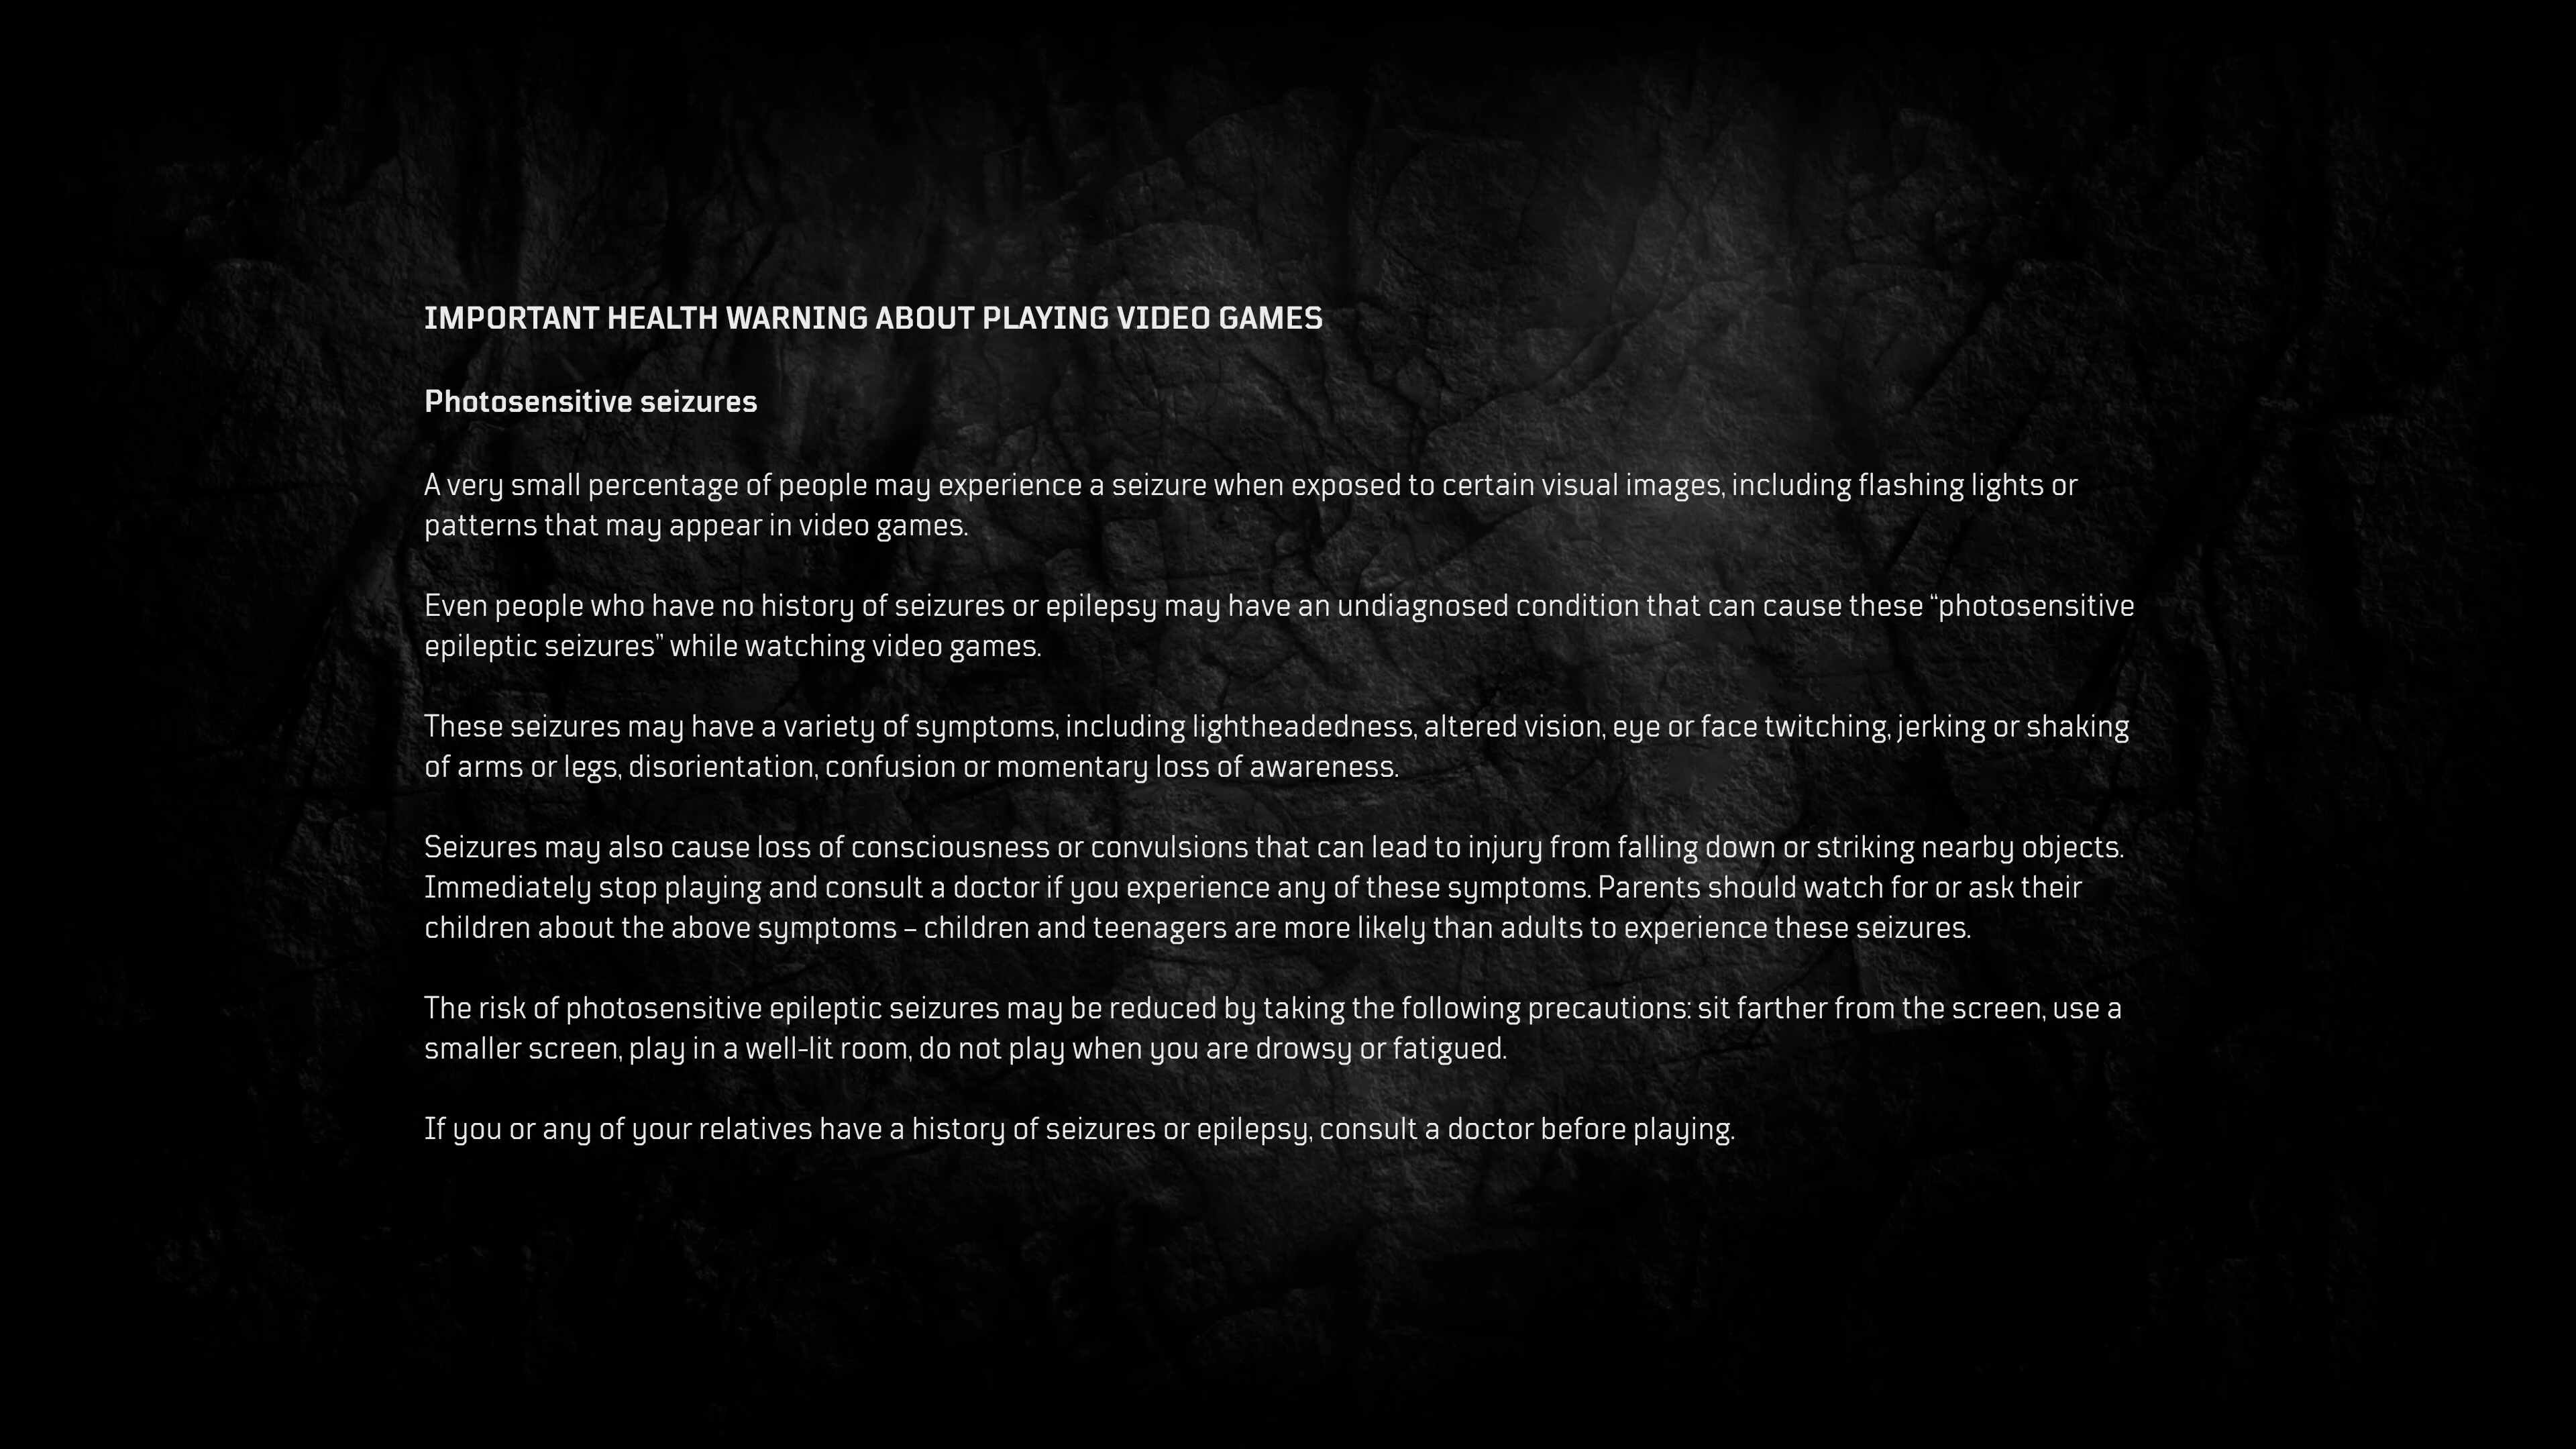 IMPORTANT HEALTH WARNING ABOUT PLAYING VIDEO GAMES
Photosensitive seizures
A very small percentage of people may experience a seizure when exposed to certain visual images, including flashing lights or
patterns that may appear in video games.
Even people who have no history of seizures or epilepsy may have an undiagnosed condition that can cause these “photosensitive
epileptic seizures” while watching video games.
These seizures may have a variety of symptoms, including lightheadedness, altered vision, eye or face twitching, jerking or shaking
of arms or legs, disorientation, confusion or momentary loss of awareness.
Seizures may also cause loss of consciousness or convulsions that can lead to injury from falling down or striking nearby objects.
Immediately stop playing and consult a doctor if you experience any of these symptoms. Parents should watch for or ask their
children about the above symptoms – children and teenagers are more likely than adults to experience these seizures.
The risk of photosensitive epileptic seizures may be reduced by taking the following precautions: sit farther from the screen, use a
smaller screen, play in a well-lit room, do not play when you are drowsy or fatigued.
If you or any of your relatives have a history of seizures or epilepsy, consult a doctor before playing.